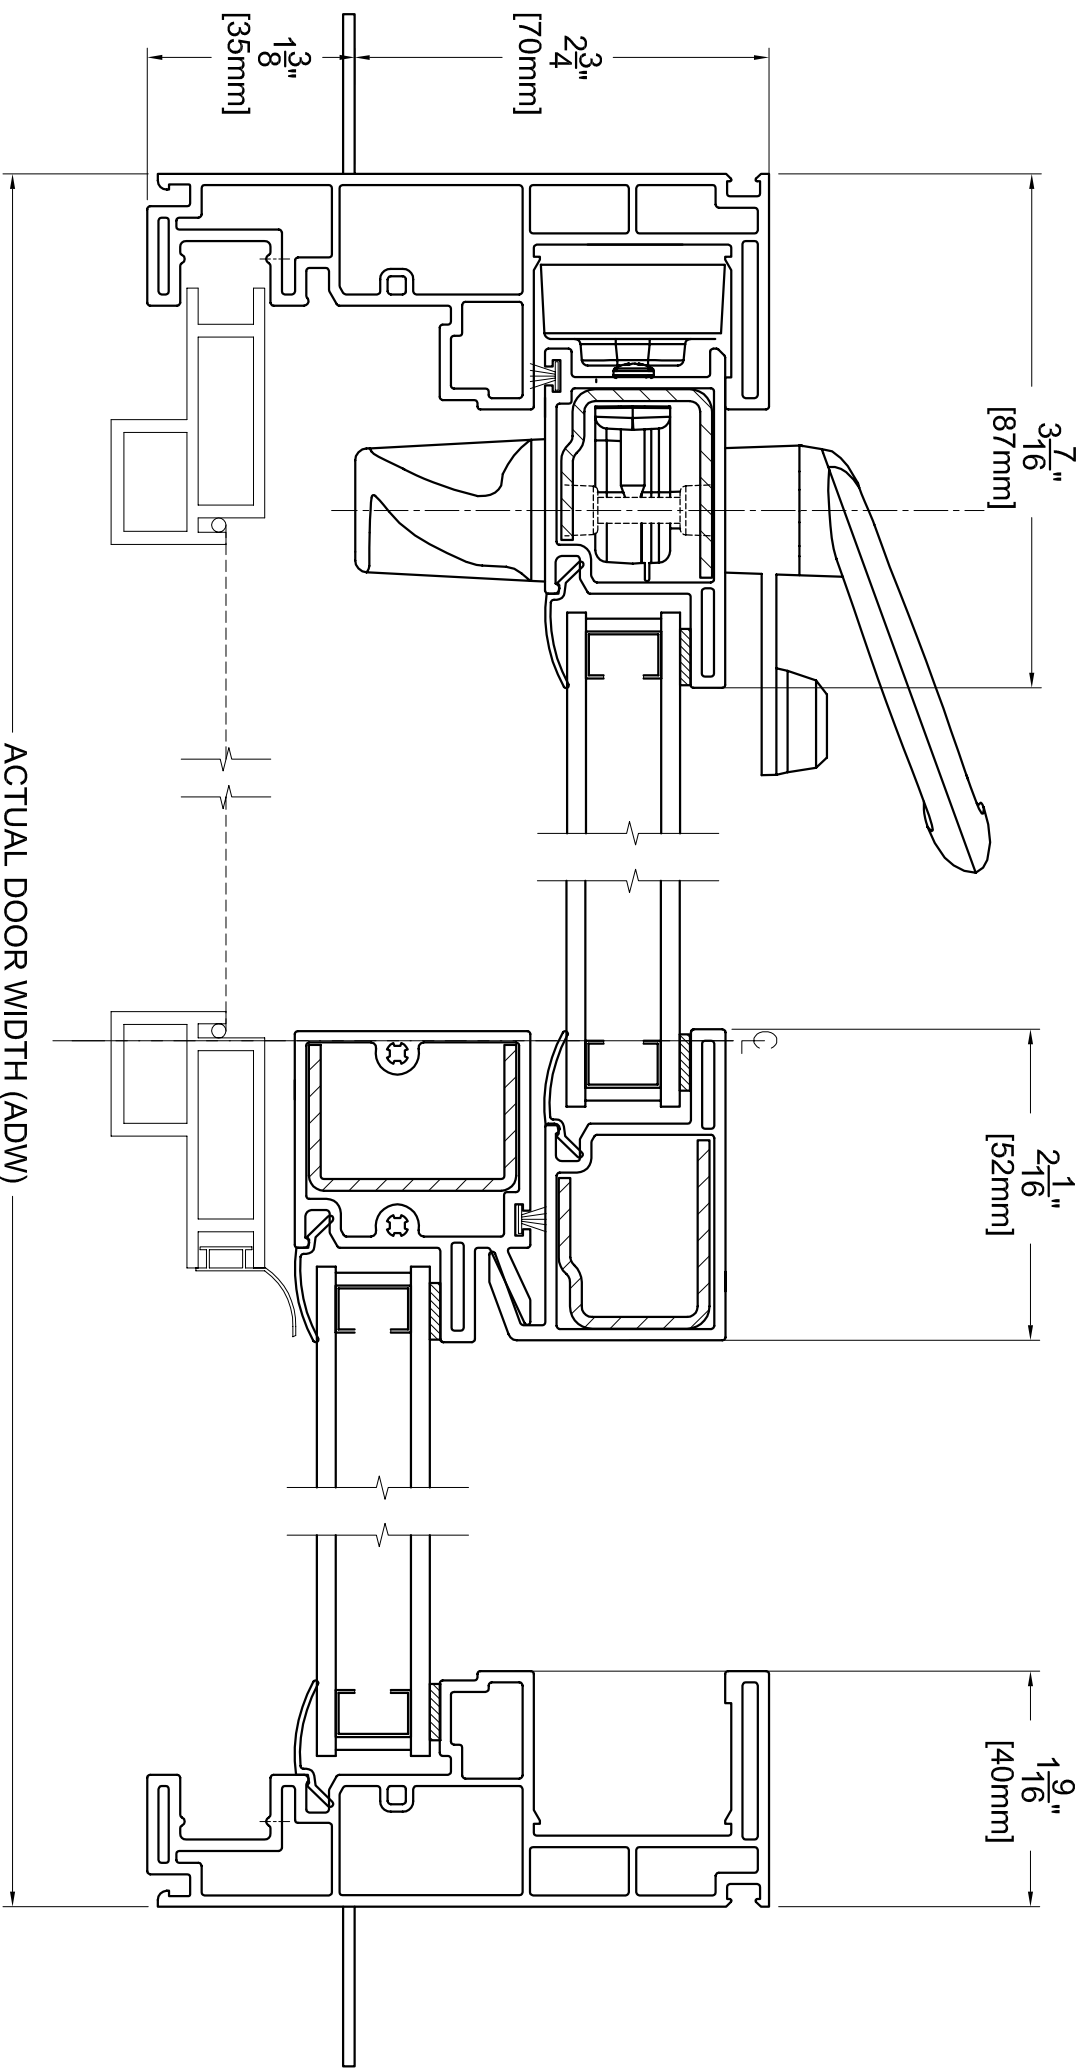 3 7/16"
[87mm]
2 1/16"
[52mm]
1 9/16"
[40mm]
CL
2 3/4"
[70mm]
1 3/8"
[35mm]
ACTUAL DOOR WIDTH (ADW)